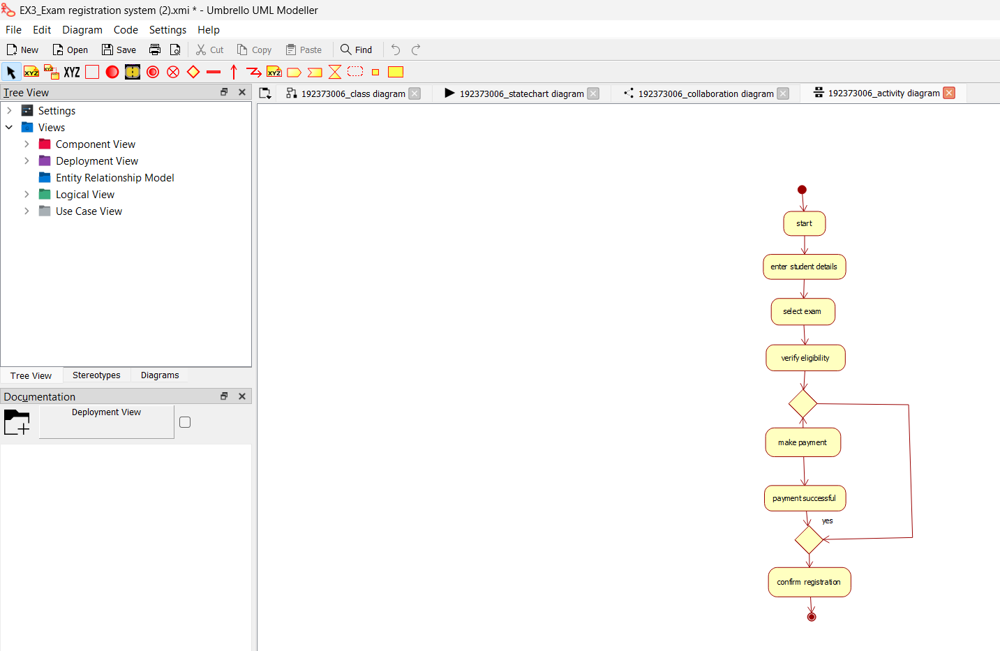 EX3_Exam registration system (2).xmi * - Umbrello UML Modeller
File Edit Diagram Code Settings Help
New Open Save Cut Copy Paste Find
XYZ XYZ XYZ XYZ
Tree View
192373006_class diagram 192373006_statechart diagram 192373006_collaboration diagram 192373006_activity diagram
Settings
Views
Component View
Deployment View
Entity Relationship Model
Logical View
Use Case View
Tree View Stereotypes Diagrams
Documentation
Deployment View
start
enter student details
select exam
verify eligibility
make payment
payment successful
yes
confirm registration